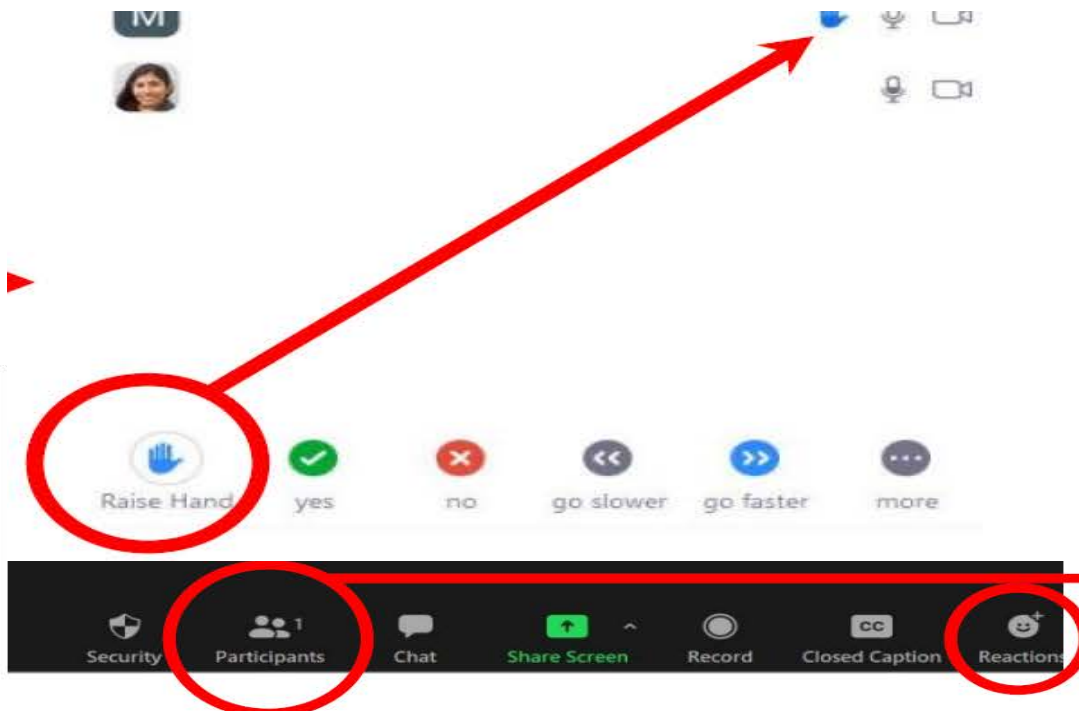 M
Raise Hand yes no go slower go faster more
1
Security Participants Chat Share Screen Record CC Closed Caption Reactions